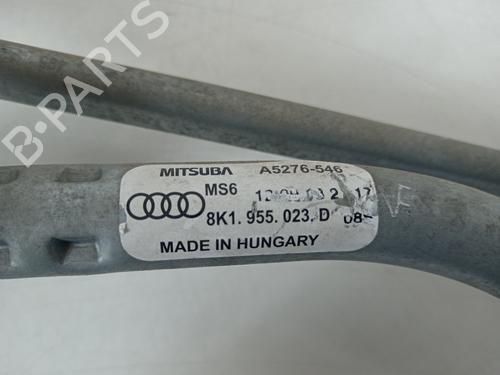 B-PARTS
MITSUBA A5276-546
MS6
8K1. 955. 023. D
MADE IN HUNGARY